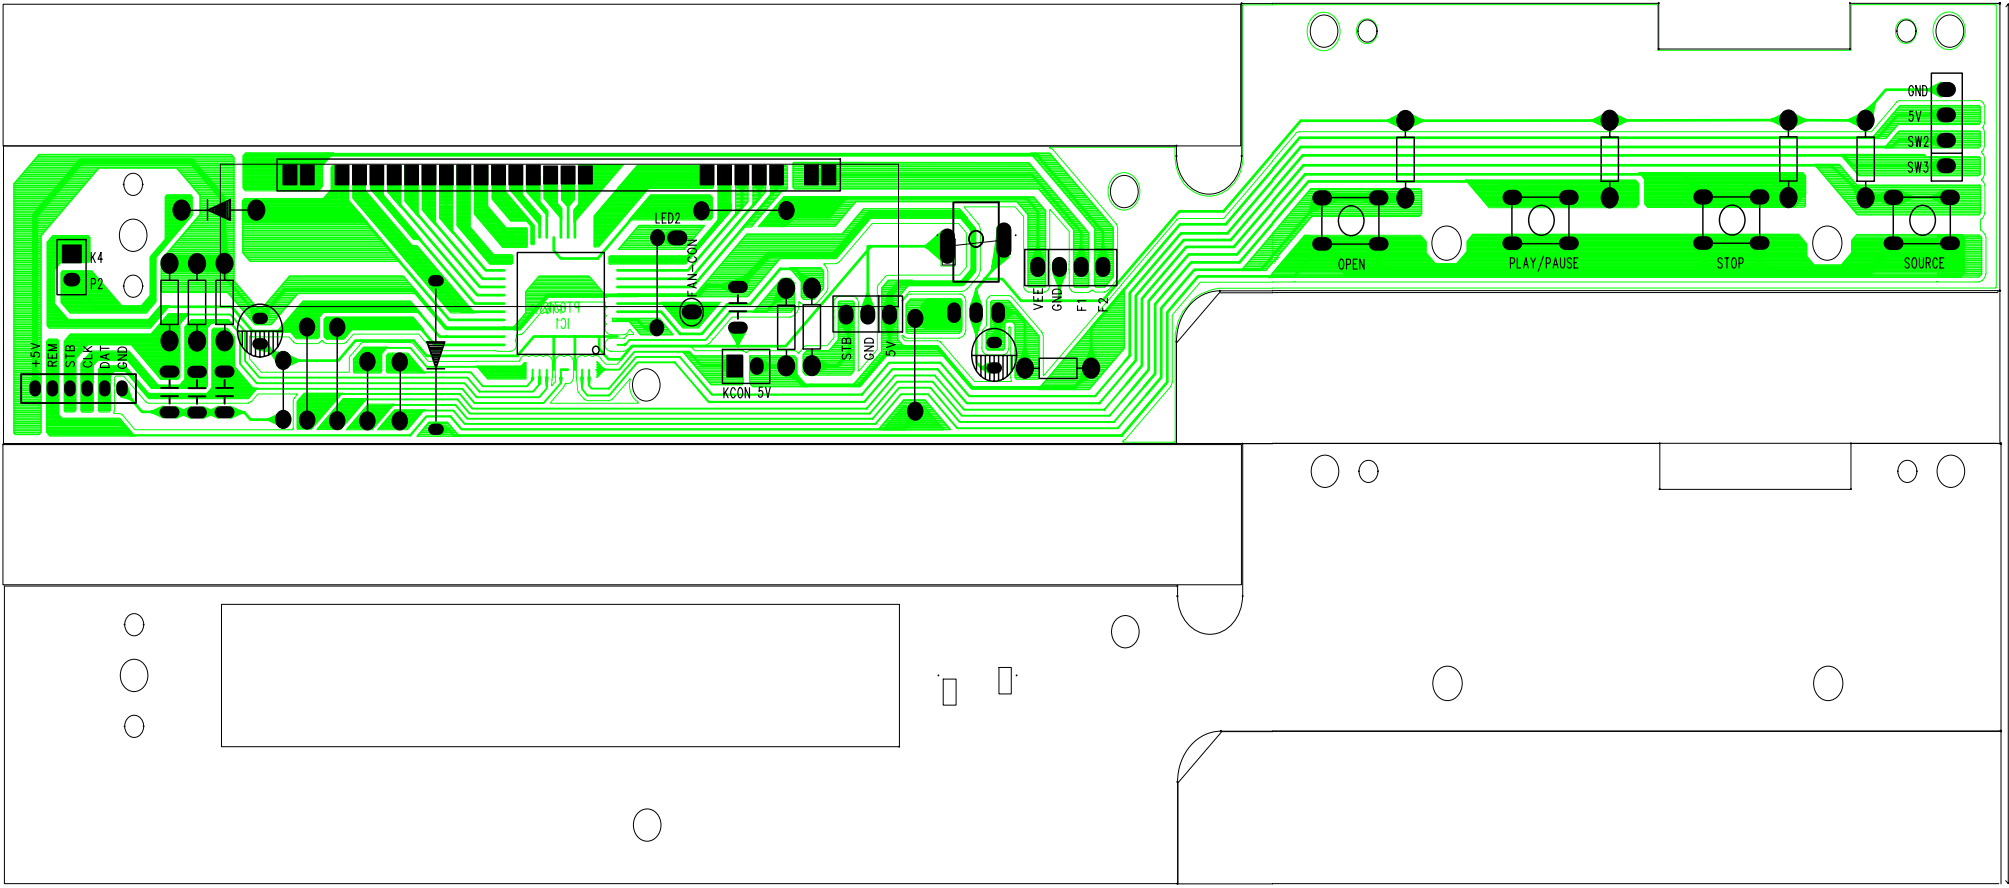 GND
5V
SW2
SW3
LED2
FAN-CON
K4
P2
OPEN
PLAY/PAUSE
STOP
SOURCE
VEE
GND
F1
F2
IC1
+5V
REM
STB
CLK
DAT
GND
STB
GND
5V
KCON 5V